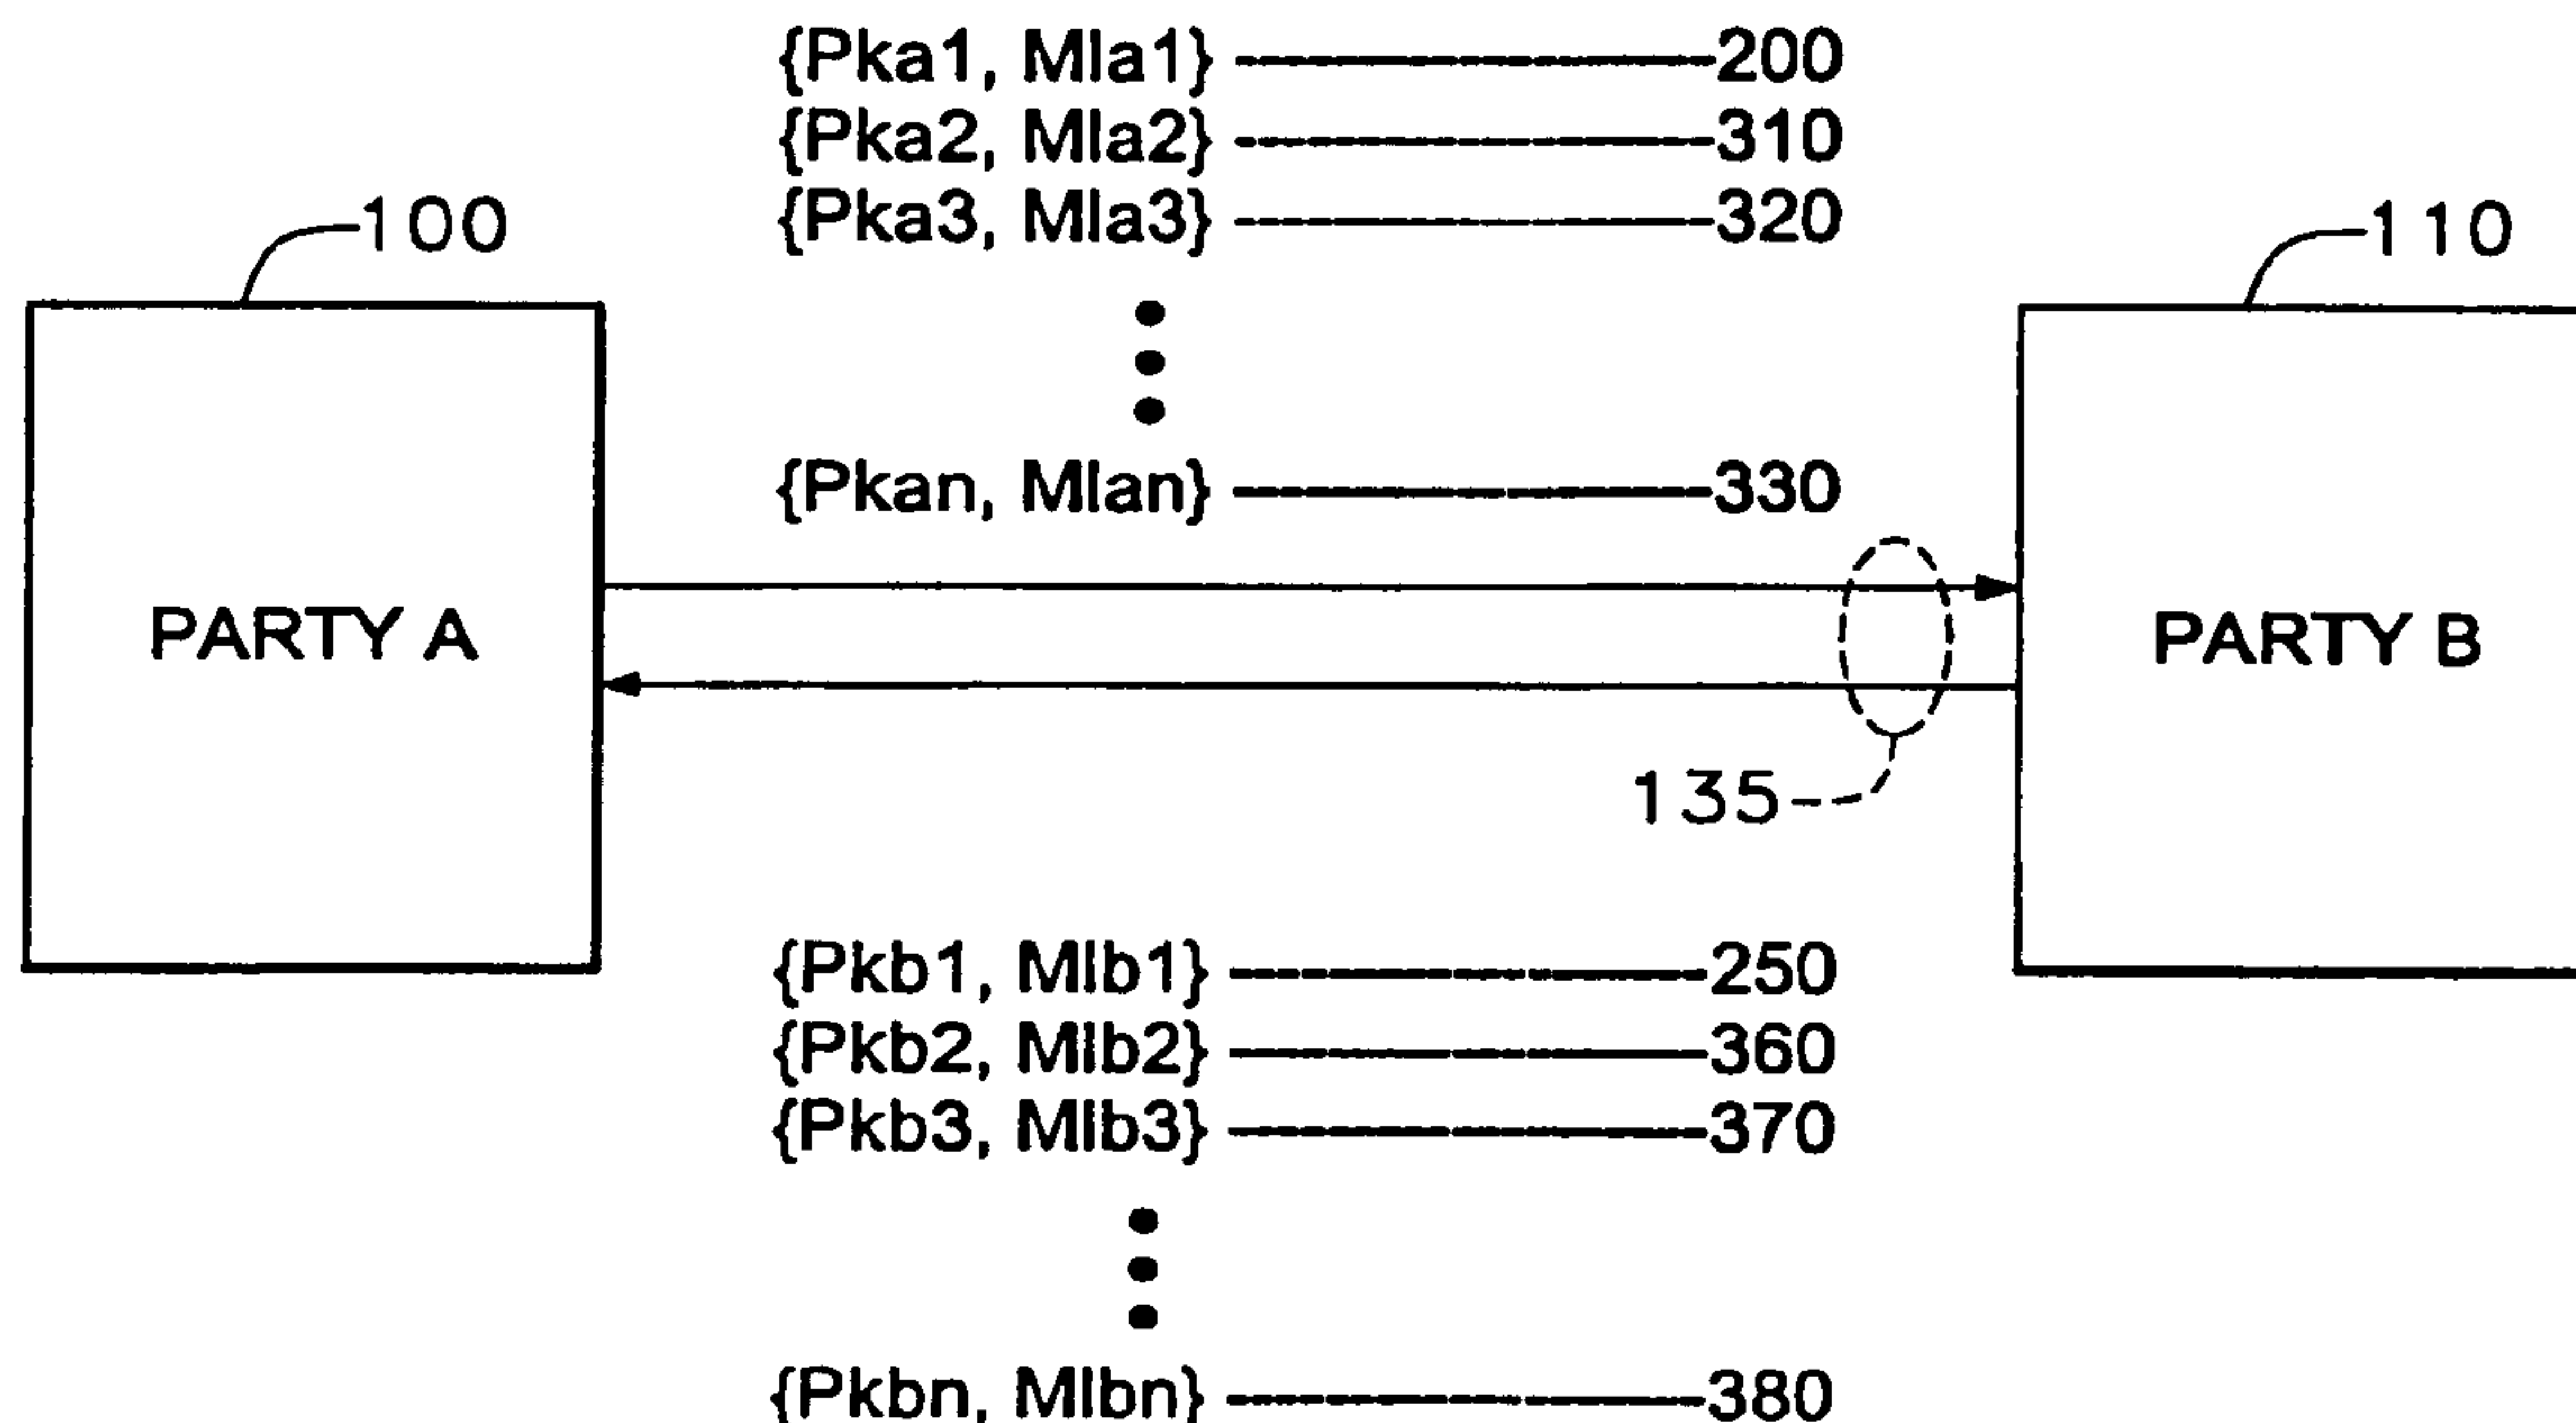 {Pka1, Mla1} 200
{Pka2, Mla2} 310
{Pka3, Mla3} 320
100
110
{Pkan, Mlan} 330
PARTY A
PARTY B
135
{Pkb1, Mlb1} 250
{Pkb2, Mlb2} 360
{Pkb3, Mlb3} 370
{Pkbn, Mlbn} 380